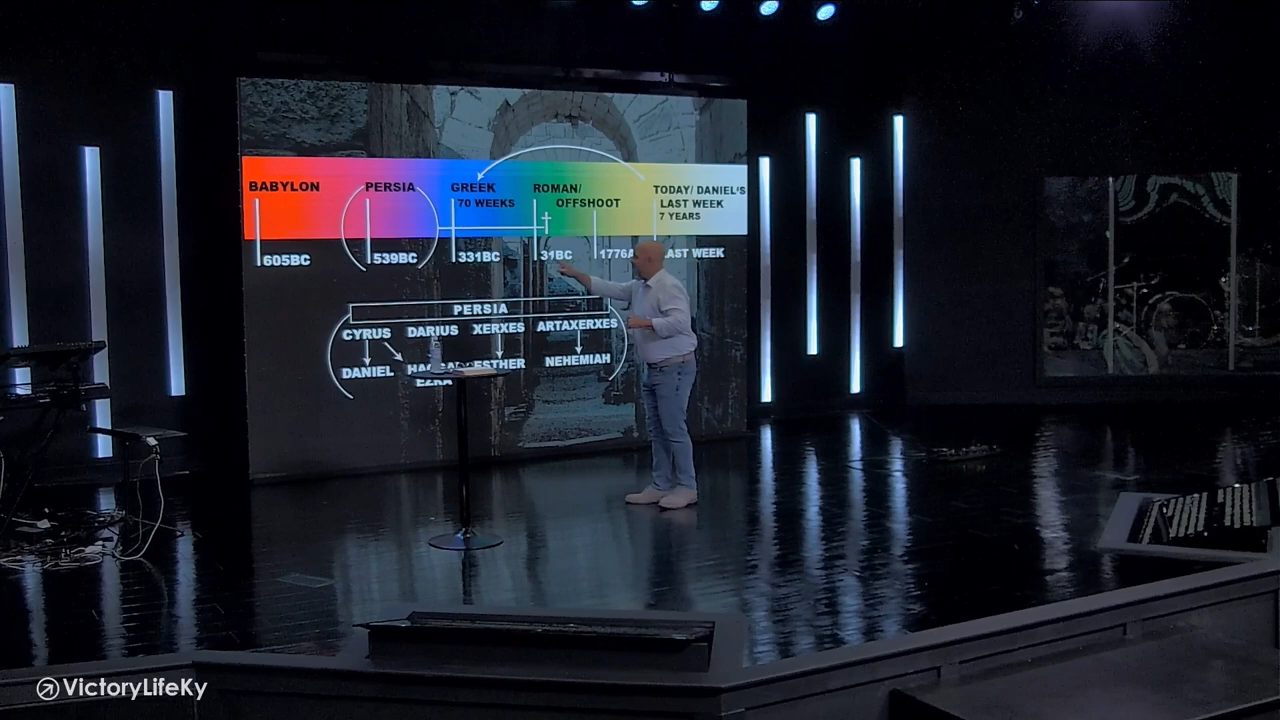 BABYLON
PERSIA
GREEK
70 WEEKS
ROMAN/
OFFSHOOT
TODAY/ DANIEL'S
LAST WEEK
7 YEARS
605BC
539BC
331BC
31BC
LAST WEEK
PERSIA
CYRUS DARIUS XERXES ARTAXERXES
DANIEL ESTHER NEHEMIAH
EZRA
VictoryLifeKy